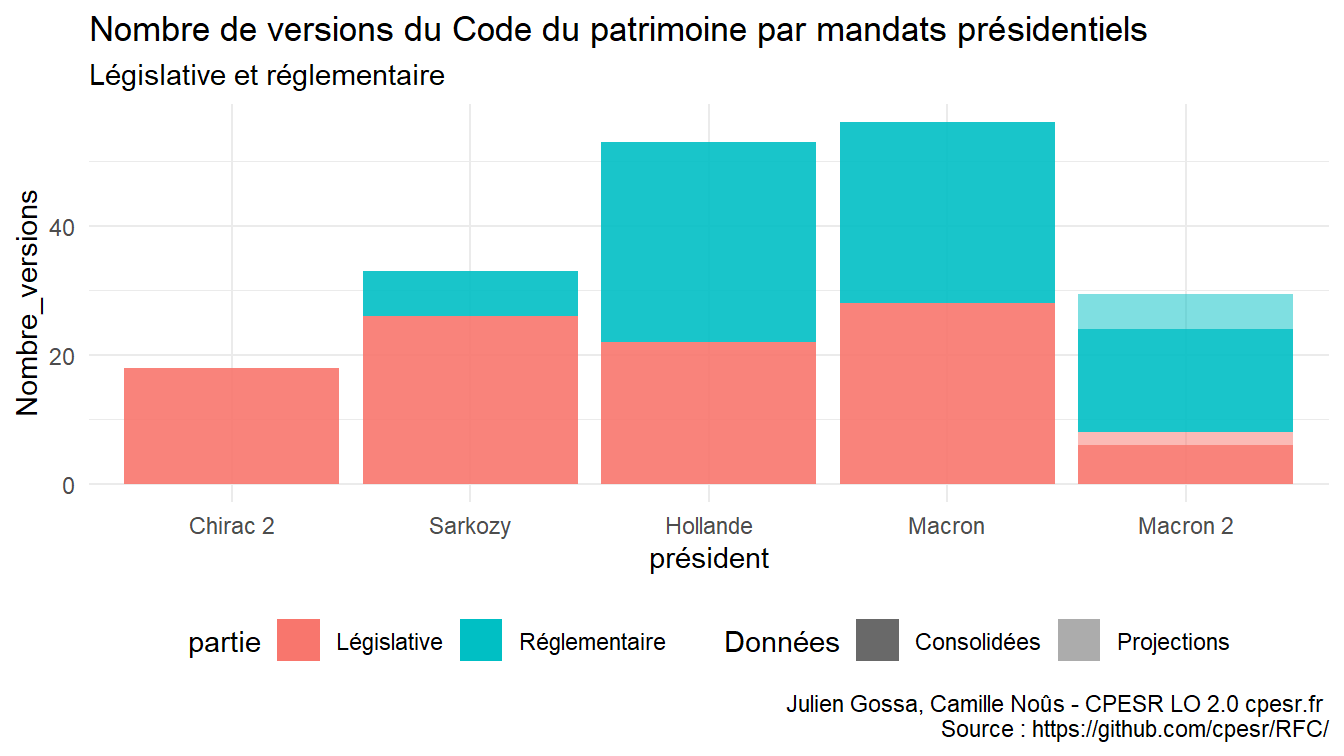 Nombre de versions du Code du patrimoine par mandats présidentiels
Législative et réglementaire
Nombre_versions
40
20
0
Chirac 2 Sarkozy Hollande Macron Macron 2
président
partie Législative Réglementaire Données Consolidées Projections
Julien Gossa, Camille Noûs - CPESR LO 2.0 cpesr.fr
Source : https://github.com/cpesr/RFC/